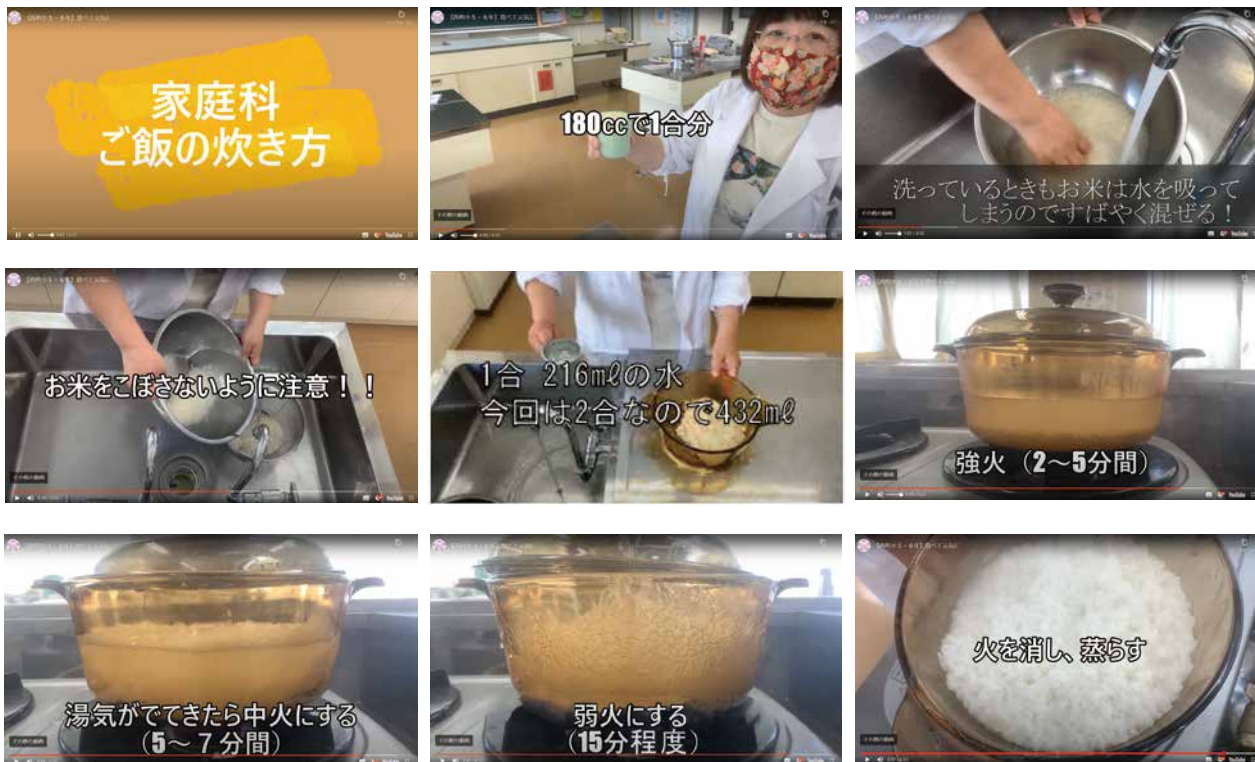 家庭科
ご飯の炊き方
180ccで1合分
洗っているときもお米は水を吸って
しまうのですばやく混ぜる！
お米をこぼさないように注意！！
1合 216mℓの水
今回は2合なので432mℓ
強火（2～5分間）
湯気がでてきたら中火にする
（5～７分間）
弱火にする
（15分程度）
火を消し、蒸らす